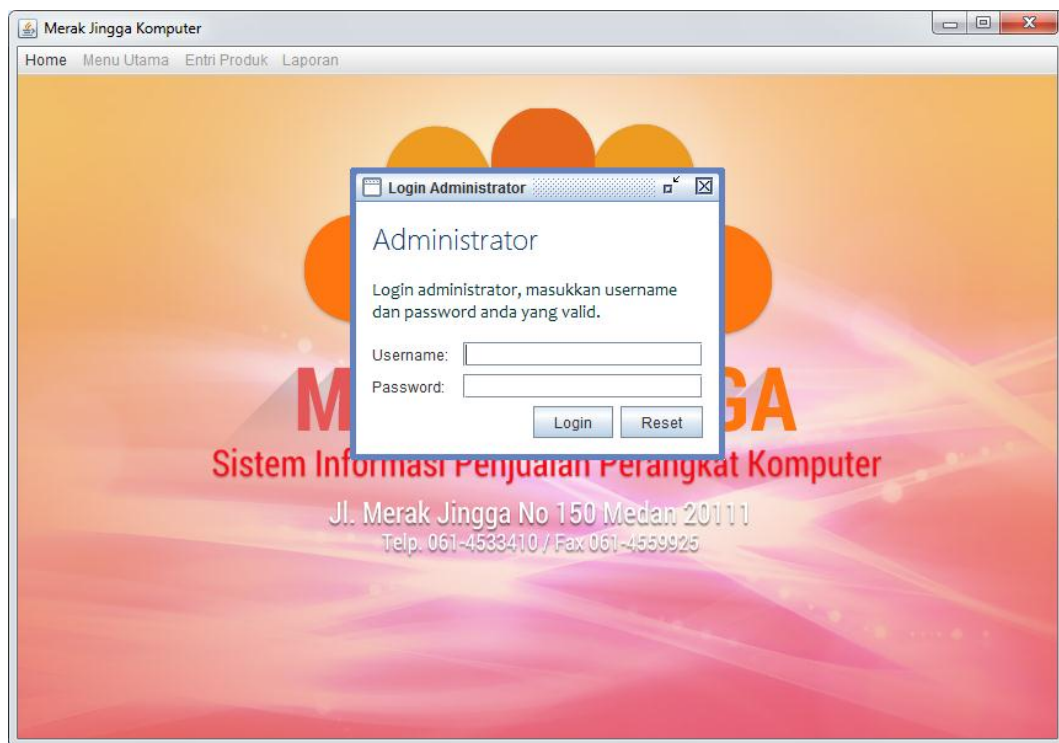 Merak Jingga Komputer
Home Menu Utama Entri Produk Laporan
Login Administrator
Administrator
Login administrator, masukkan username
dan password anda yang valid.
Username:
Password:
Login Reset
M GA
Sistem Informasi Penjualan Perangkat Komputer
Jl. Merak Jingga No 150 Medan 20111
Telp. 061-4533410 / Fax 061-4559925